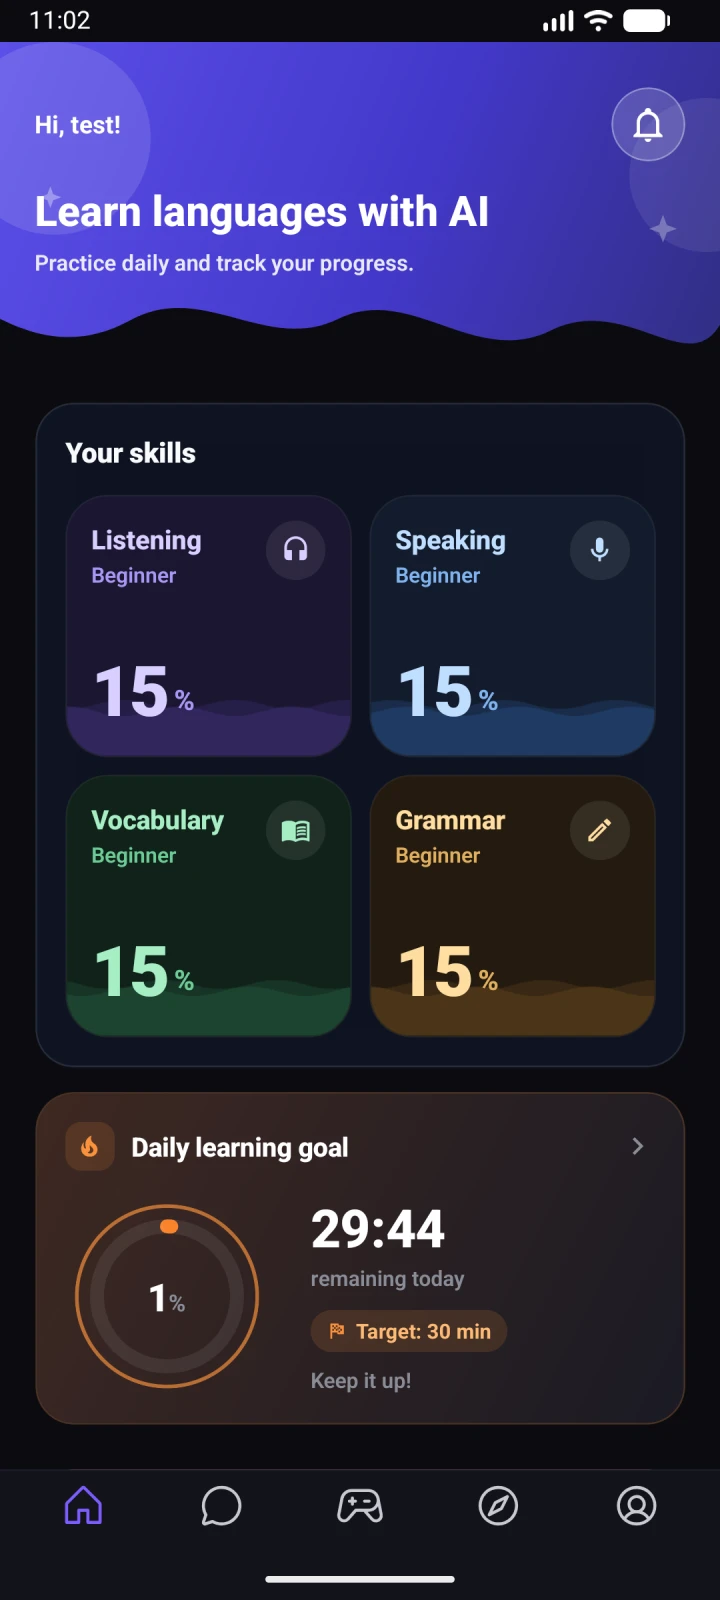 11:02
Hi, test!
Learn languages with AI
Practice daily and track your progress.
Your skills
Listening
Beginner
15 %
Speaking
Beginner
15 %
Vocabulary
Beginner
15 %
Grammar
Beginner
15 %
Daily learning goal
1%
29:44
remaining today
Target: 30 min
Keep it up!